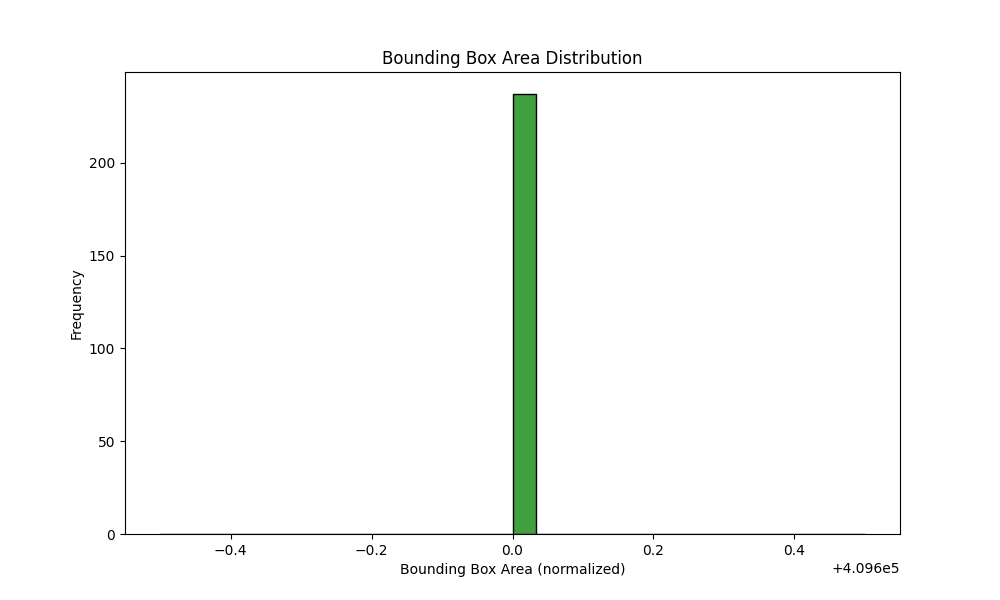 Bounding Box Area Distribution
Frequency
200
150
100
50
0
−0.4 −0.2 0.0 0.2 0.4
Bounding Box Area (normalized)
+4.096e5